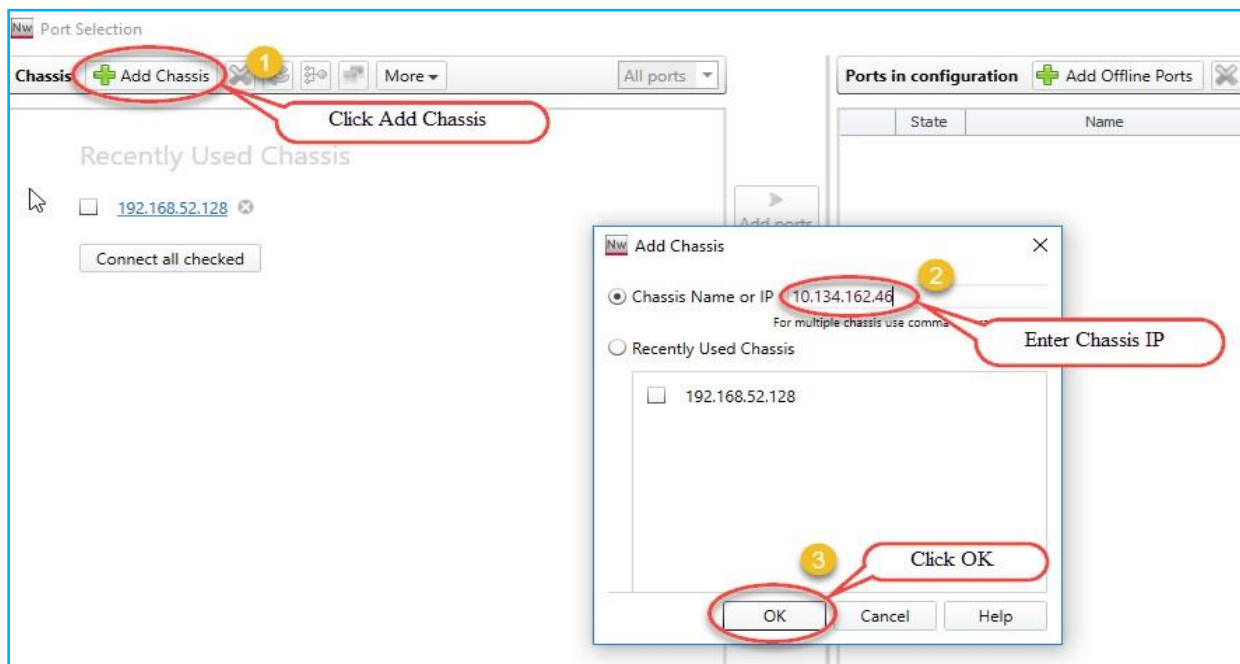 Nw Port Selection
Chassis Add Chassis 1 More All ports
Click Add Chassis
Recently Used Chassis
192.168.52.128
Connect all checked
Ports in configuration Add Offline Ports
State Name
Add ports
Nw Add Chassis
Chassis Name or IP 10.134.162.46 2
For multiple chassis use comma
Enter Chassis IP
Recently Used Chassis
192.168.52.128
3 Click OK
OK Cancel Help